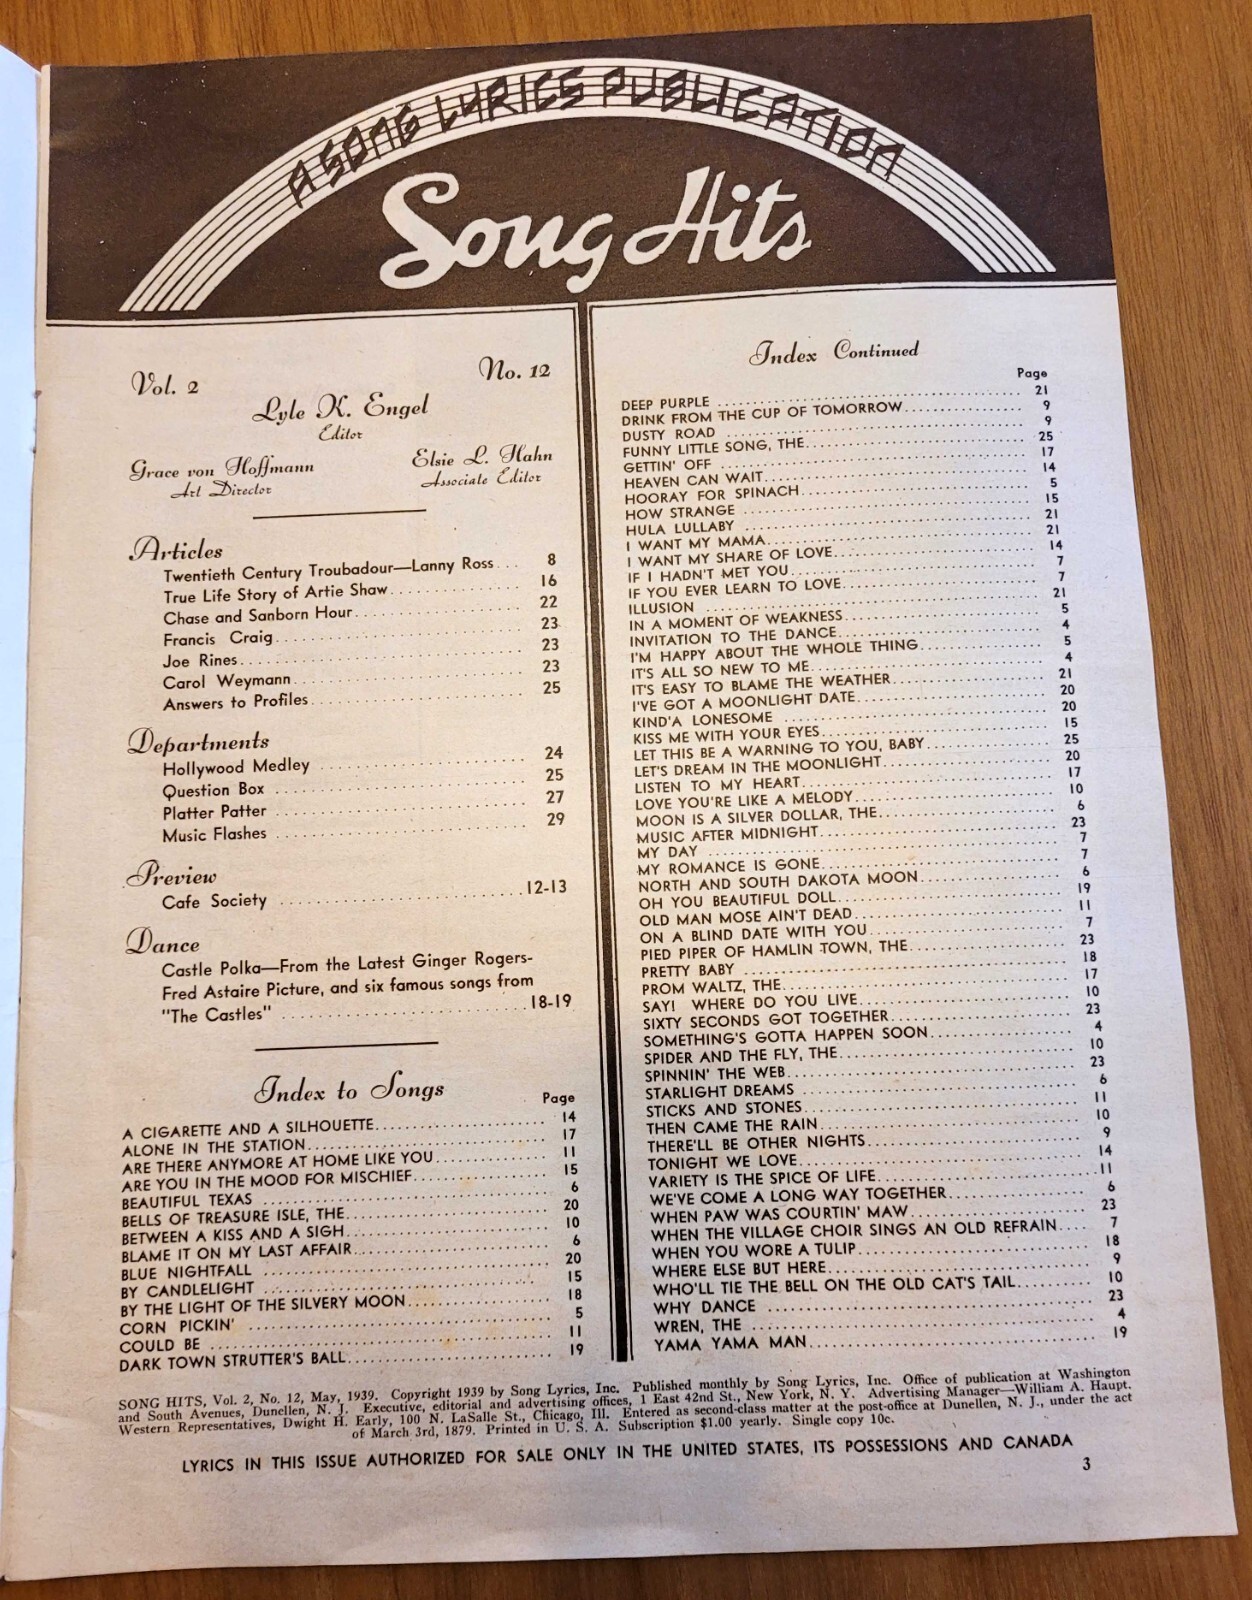 A SONG LYRICS PUBLICATION
Song Hits
Vol. 2 No. 12
Lyle K. Engel
Editor
Grace von Hoffmann Elsie L. Hahn
Art Director Associate Editor
Articles
Twentieth Century Troubadour—Lanny Ross... 8
True Life Story of Artie Shaw... 16
Chase and Sanborn Hour... 22
Francis Craig... 23
Joe Rines... 23
Carol Weymann... 23
Answers to Profiles... 25
Departments
Hollywood Medley ... 24
Question Box ... 25
Platter Patter ... 27
Music Flashes ... 29
Preview
Cafe Society ... 12-13
Dance
Castle Polka—From the Latest Ginger Rogers-
Fred Astaire Picture, and six famous songs from
"The Castles" ... 18-19
Index to Songs
Page
A CIGARETTE AND A SILHOUETTE... 14
ALONE IN THE STATION... 17
ARE THERE ANYMORE AT HOME LIKE YOU... 11
ARE YOU IN THE MOOD FOR MISCHIEF... 15
BEAUTIFUL TEXAS ... 6
BELLS OF TREASURE ISLE, THE... 20
BETWEEN A KISS AND A SIGH... 10
BLAME IT ON MY LAST AFFAIR... 6
BLUE NIGHTFALL ... 20
BY CANDLELIGHT ... 15
BY THE LIGHT OF THE SILVERY MOON... 18
CORN PICKIN' ... 5
COULD BE ... 11
DARK TOWN STRUTTER'S BALL... 19
Index Continued
Page
DEEP PURPLE ... 21
DRINK FROM THE CUP OF TOMORROW... 9
DUSTY ROAD ... 9
FUNNY LITTLE SONG, THE... 25
GETTIN' OFF ... 17
HEAVEN CAN WAIT... 14
HOORAY FOR SPINACH... 5
HOW STRANGE ... 15
HULA LULLABY ... 21
I WANT MY MAMA... 21
I WANT MY SHARE OF LOVE... 14
IF I HADN'T MET YOU... 7
IF YOU EVER LEARN TO LOVE... 7
ILLUSION ... 21
IN A MOMENT OF WEAKNESS... 5
INVITATION TO THE DANCE... 4
I'M HAPPY ABOUT THE WHOLE THING... 5
IT'S ALL SO NEW TO ME... 4
IT'S EASY TO BLAME THE WEATHER... 21
I'VE GOT A MOONLIGHT DATE... 20
KIND'A LONESOME ... 20
KISS ME WITH YOUR EYES... 15
LET THIS BE A WARNING TO YOU, BABY... 25
LET'S DREAM IN THE MOONLIGHT... 20
LISTEN TO MY HEART... 17
LOVE YOU'RE LIKE A MELODY... 10
MOON IS A SILVER DOLLAR, THE... 6
MUSIC AFTER MIDNIGHT... 23
MY DAY ... 7
MY ROMANCE IS GONE... 7
NORTH AND SOUTH DAKOTA MOON... 6
OH YOU BEAUTIFUL DOLL... 19
OLD MAN MOSE AIN'T DEAD... 11
ON A BLIND DATE WITH YOU... 7
PIED PIPER OF HAMLIN TOWN, THE... 23
PRETTY BABY ... 18
PROM WALTZ, THE... 17
SAY! WHERE DO YOU LIVE... 10
SIXTY SECONDS GOT TOGETHER... 23
SOMETHING'S GOTTA HAPPEN SOON... 4
SPIDER AND THE FLY, THE... 10
SPINNIN' THE WEB... 23
STARLIGHT DREAMS ... 6
STICKS AND STONES... 11
THEN CAME THE RAIN... 10
THERE'LL BE OTHER NIGHTS... 9
TONIGHT WE LOVE... 14
VARIETY IS THE SPICE OF LIFE... 11
WE'VE COME A LONG WAY TOGETHER... 6
WHEN PAW WAS COURTIN' MAW... 23
WHEN THE VILLAGE CHOIR SINGS AN OLD REFRAIN... 7
WHEN YOU WORE A TULIP... 18
WHERE ELSE BUT HERE... 9
WHO'LL TIE THE BELL ON THE OLD CAT'S TAIL... 10
WHY DANCE ... 23
WREN, THE ... 4
YAMA YAMA MAN... 19
SONG HITS, Vol. 2, No. 12, May, 1939. Copyright 1939 by Song Lyrics, Inc. Published monthly by Song Lyrics, Inc. Office of publication at Washington
and South Avenues, Dunellen, N. J. Executive, editorial and advertising offices, 1 East 42nd St., New York, N. Y. Advertising Manager—William A. Haupt.
Western Representatives, Dwight H. Early, 100 N. LaSalle St., Chicago, Ill. Entered as second-class matter at the post-office at Dunellen, N. J., under the act
of March 3rd, 1879. Printed in U. S. A. Subscription $1.00 yearly. Single copy 10c.
LYRICS IN THIS ISSUE AUTHORIZED FOR SALE ONLY IN THE UNITED STATES, ITS POSSESSIONS AND CANADA
3